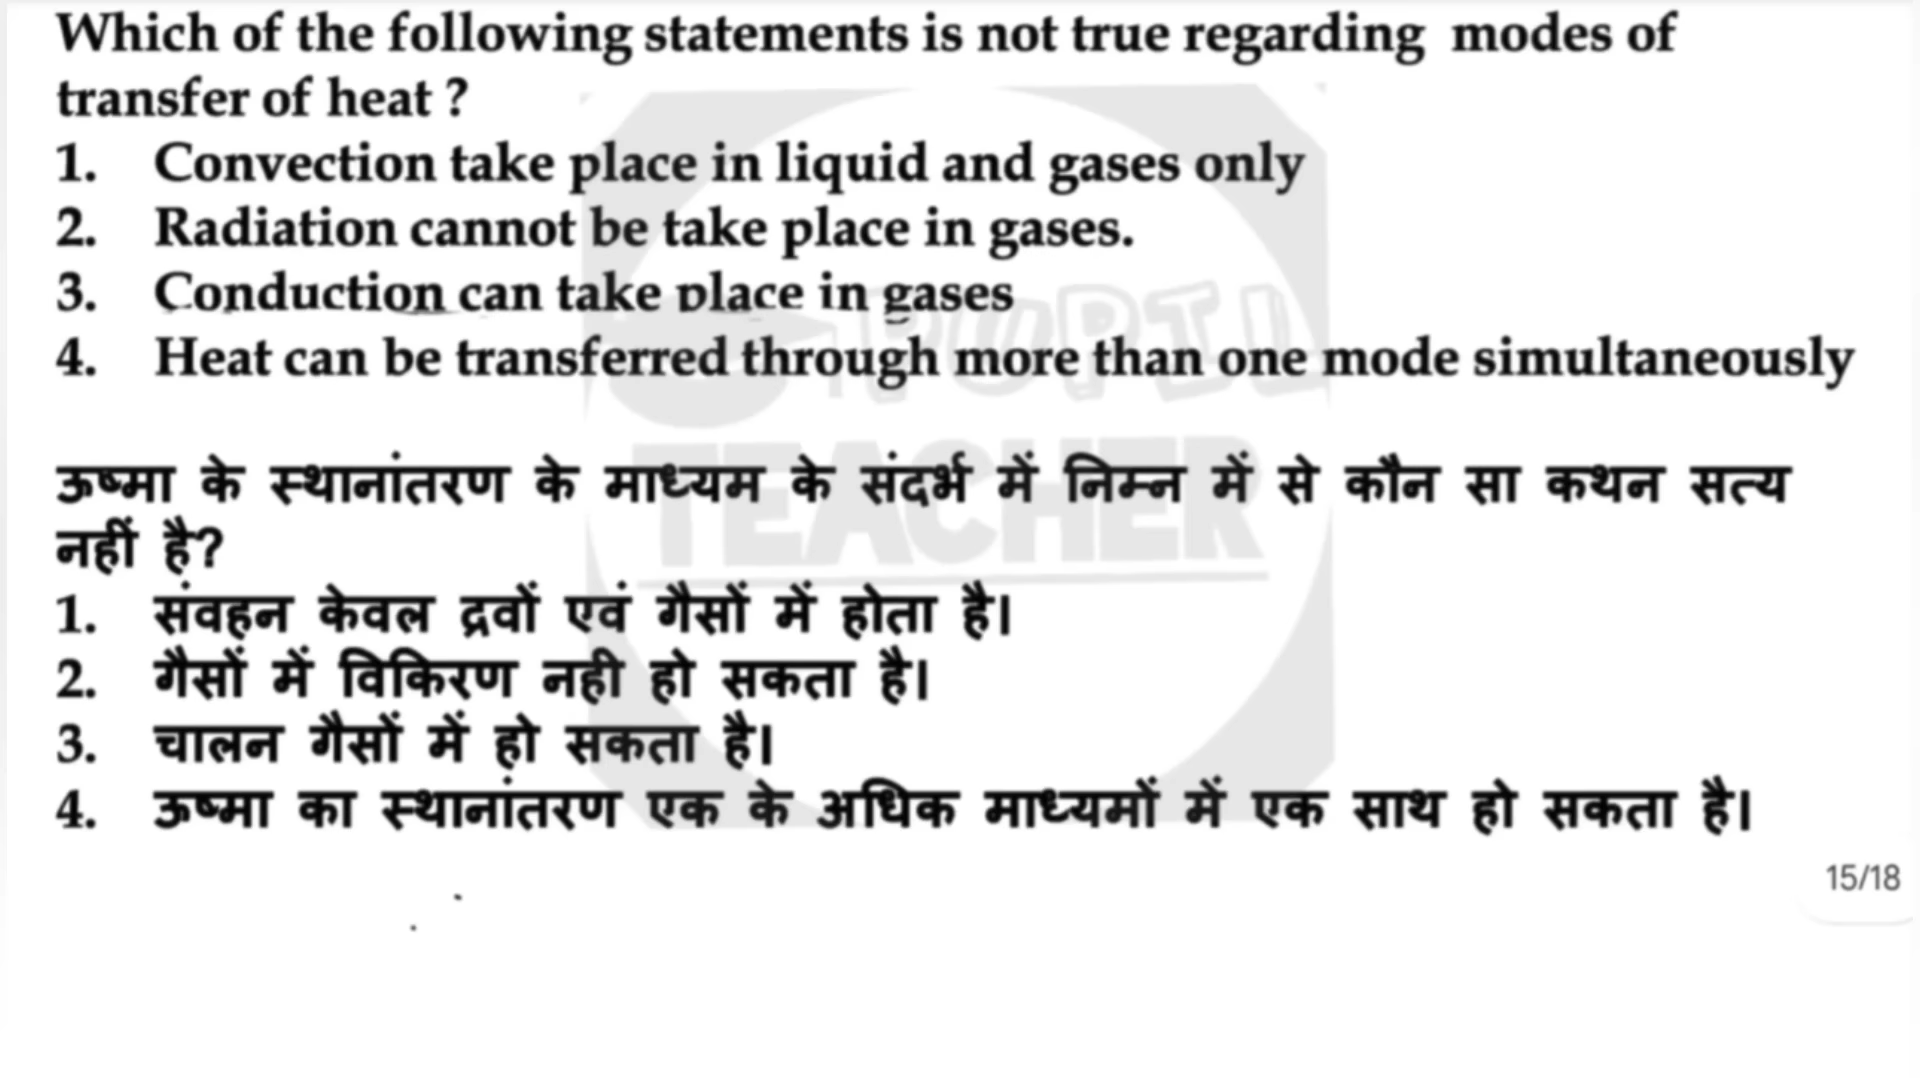 Which of the following statements is not true regarding modes of
transfer of heat ?
1. Convection take place in liquid and gases only
2. Radiation cannot be take place in gases.
3. Conduction can take place in gases
4. Heat can be transferred through more than one mode simultaneously
PUPIL
TEACHER
ऊष्मा के स्थानांतरण के माध्यम के संदर्भ में निम्न में से कौन सा कथन सत्य
नहीं है?
1. संवहन केवल द्रवों एवं गैसों में होता है।
2. गैसों में विकिरण नही हो सकता है।
3. चालन गैसों में हो सकता है।
4. ऊष्मा का स्थानांतरण एक के अधिक माध्यमों में एक साथ हो सकता है।
15/18